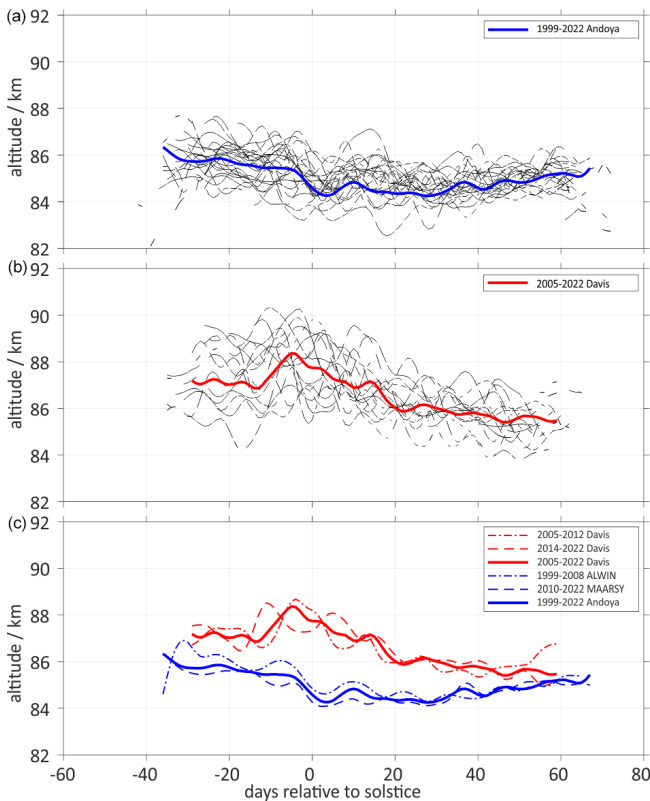 (a)
92
90
88
86
84
82
altitude / km
1999-2022 Andoya
(b)
92
90
88
86
84
82
altitude / km
2005-2022 Davis
(c)
92
90
88
86
84
82
altitude / km
2005-2012 Davis
2014-2022 Davis
2005-2022 Davis
1999-2008 ALWIN
2010-2022 MAARSY
1999-2022 Andoya
-60 -40 -20 0 20 40 60 80
days relative to solstice